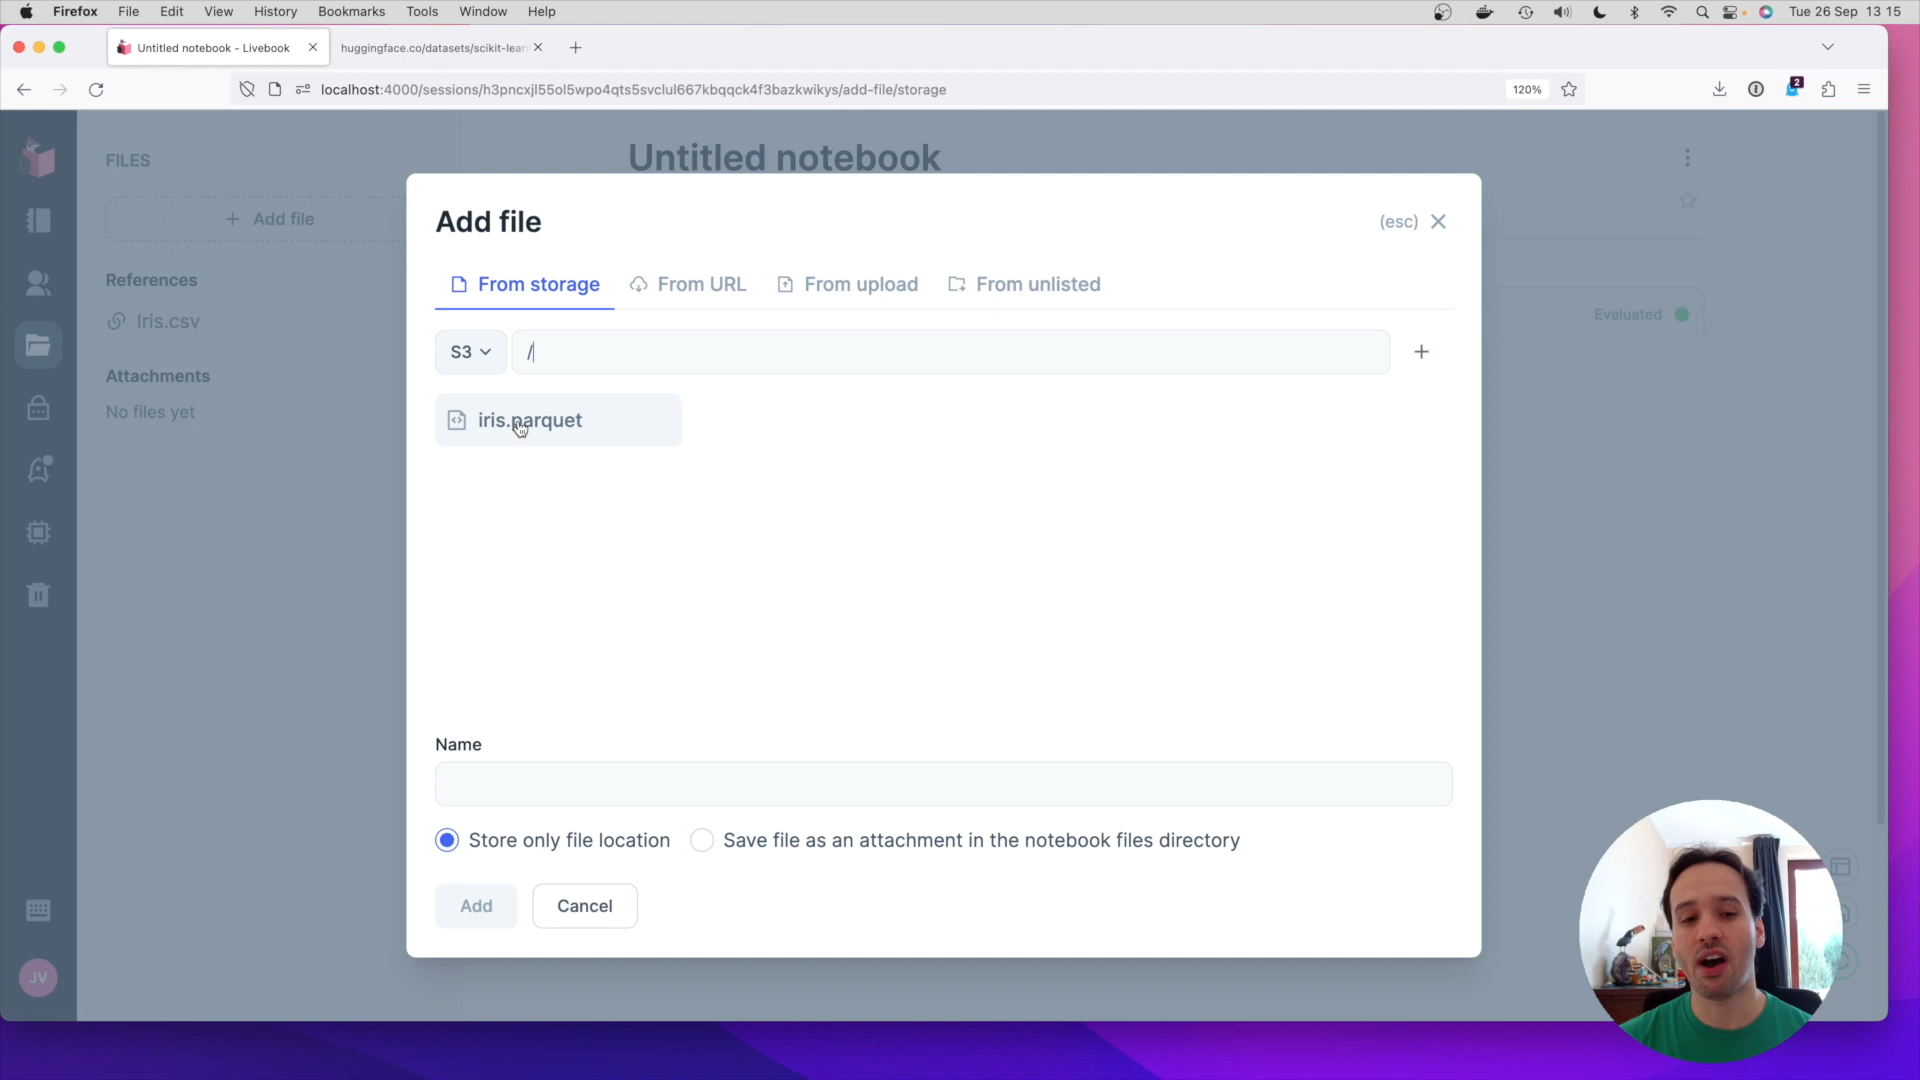 Firefox File Edit View History Bookmarks Tools Window Help Tue 26 Sep 13 15
Untitled notebook - Livebook huggingface.co/datasets/scikit-lear
localhost:4000/sessions/h3pncxjl55ol5wpo4qts5svclul667kbqqck4f3bazkwikys/add-file/storage 120% 2
FILES
Untitled notebook
+ Add file
Add file (esc)
From storage From URL From upload From unlisted
References
Iris.csv
Evaluated
S3 /
Attachments
No files yet
iris.parquet
Name
Store only file location Save file as an attachment in the notebook files directory
Add Cancel
JV